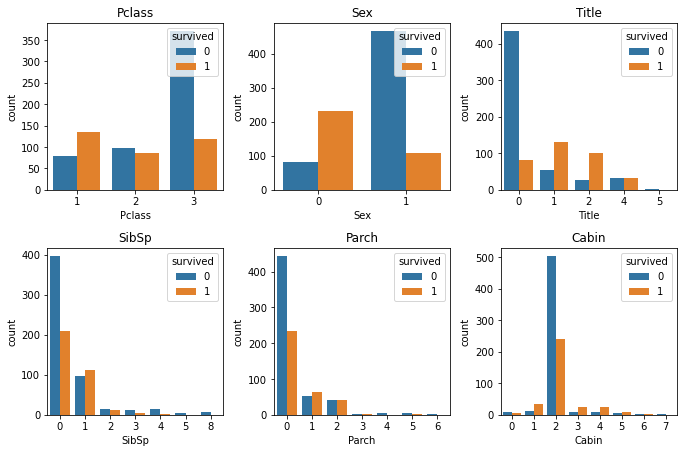 Pclass
survived
0
1
350
300
250
200
150
100
50
0
count
1 2 3
Pclass
Sex
survived
0
1
400
300
200
100
0
count
0 1
Sex
Title
survived
0
1
400
300
200
100
0
count
0 1 2 4 5
Title
SibSp
survived
0
1
400
300
200
100
0
count
0 1 2 3 4 5 8
SibSp
Parch
survived
0
1
400
300
200
100
0
count
0 1 2 3 4 5 6
Parch
Cabin
survived
0
1
500
400
300
200
100
0
count
0 1 2 3 4 5 6 7
Cabin